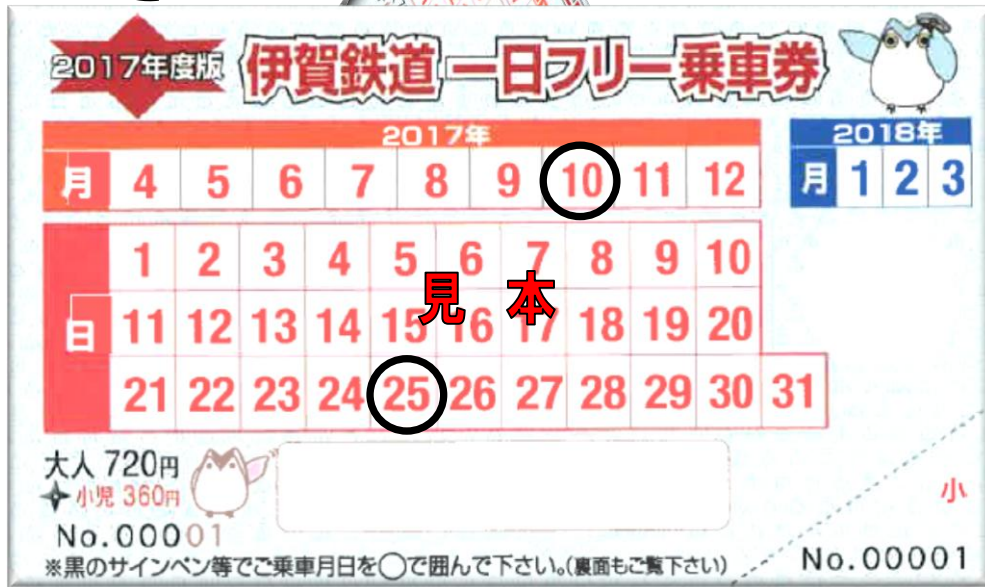 2017年度版 伊賀鉄道 一日フリー乗車券
2017年 2018年
月 4 5 6 7 8 9 10 11 12 月 1 2 3
1 2 3 4 5 6 7 8 9 10
見本
日 11 12 13 14 15 16 17 18 19 20
21 22 23 24 25 26 27 28 29 30 31
大人 720円
小児 360円
小
No.00001
No.00001
※黒のサインペン等でご乗車月日を○で囲んで下さい。(裏面もご覧下さい)